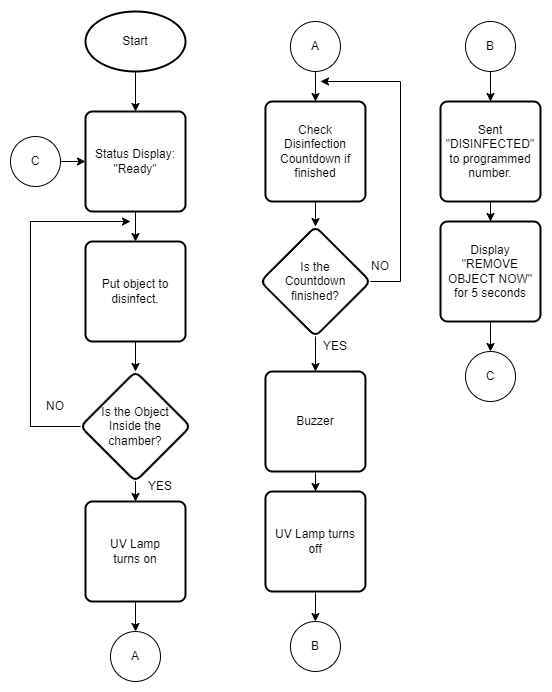 Start
C
Status Display:
"Ready"
Put object to
disinfect.
Is the Object
Inside the
chamber?
NO
YES
UV Lamp
turns on
A
A
Check
Disinfection
Countdown if
finished
Is the
Countdown
finished?
NO
YES
Buzzer
UV Lamp turns
off
B
B
Sent
"DISINFECTED"
to programmed
number.
Display
"REMOVE
OBJECT NOW"
for 5 seconds
C